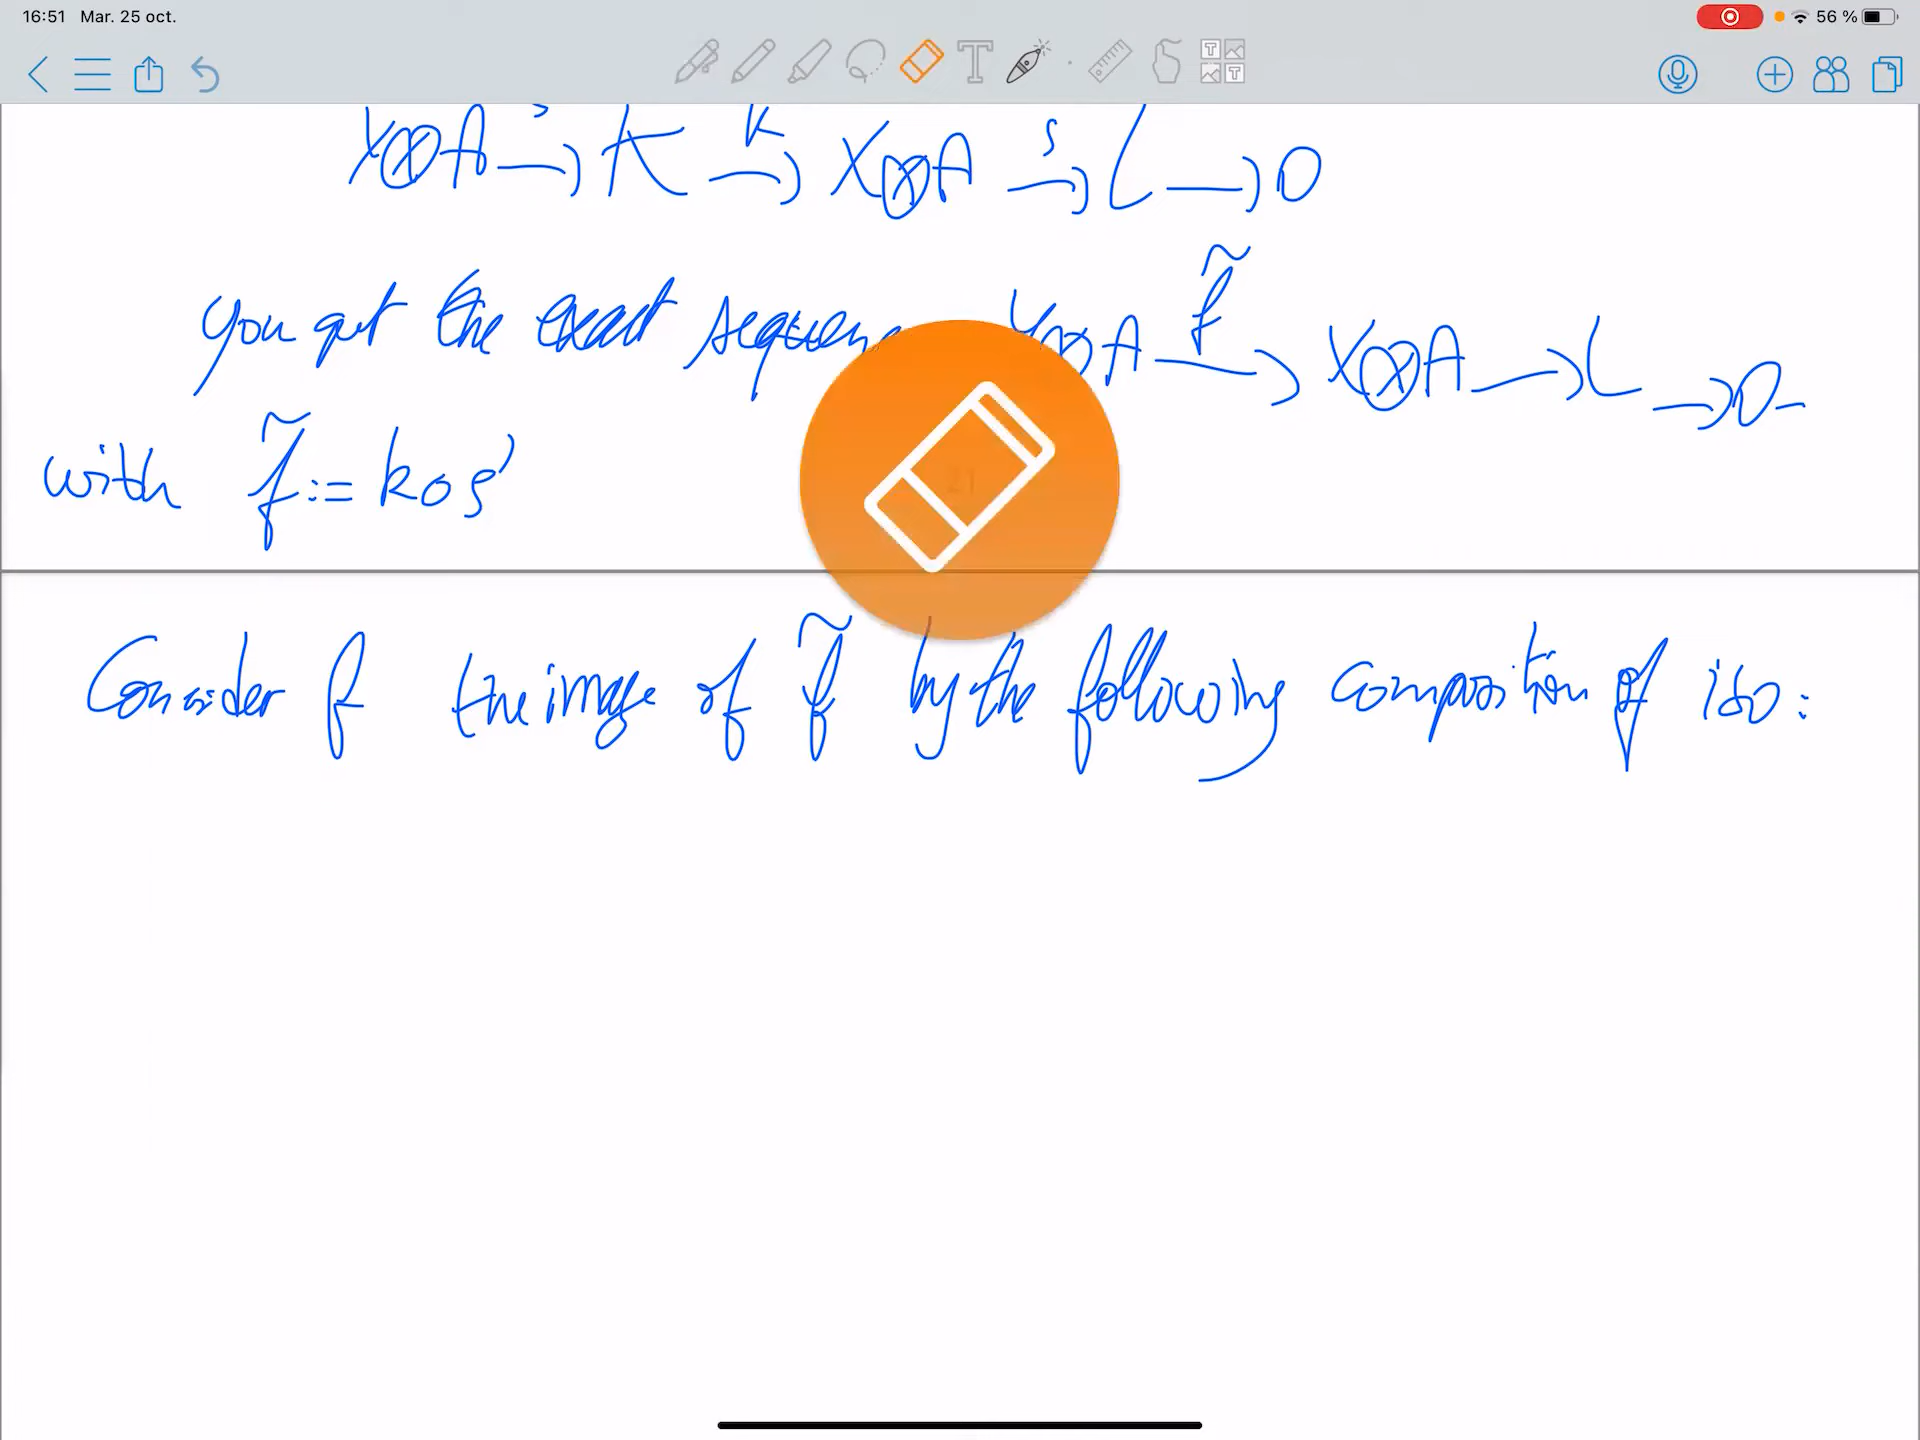 16:51 Mar. 25 oct. 56 %
Y⊗A → K →k X⊗A →s L → 0
you get the exact sequence Y⊗A →f̃ X⊗A → L → 0
with f̃ := k∘s'
21
Consider f the image of f̃ by the following composition of iso: